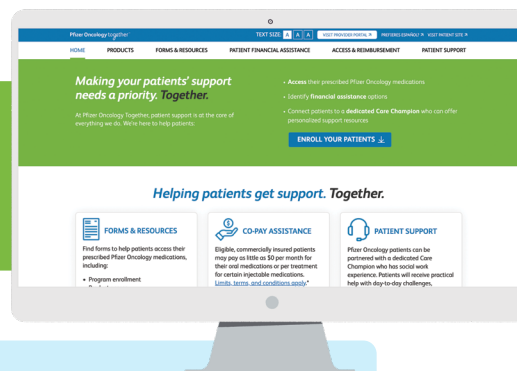 Pfizer Oncology together™
TEXT SIZE: A A A
VISIT PROVIDER PORTAL
PREFIERES ESPAÑOL?
VISIT PATIENT SITE
HOME
PRODUCTS
FORMS & RESOURCES
PATIENT FINANCIAL ASSISTANCE
ACCESS & REIMBURSEMENT
PATIENT SUPPORT
Making your patients' support
needs a priority. Together.
At Pfizer Oncology Together, patient support is at the core of
everything we do. We're here to help patients:
• Access their prescribed Pfizer Oncology medications
• Identify financial assistance options
• Connect patients to a dedicated Care Champion who can offer
personalized support resources
ENROLL YOUR PATIENTS
Helping patients get support. Together.
FORMS & RESOURCES
Find forms to help patients access their
prescribed Pfizer Oncology medications,
including:
• Program enrollment
CO-PAY ASSISTANCE
Eligible, commercially insured patients
may pay as little as $0 per month for
their oral medications or per treatment
for certain injectable medications.
Limits, terms, and conditions apply.*
PATIENT SUPPORT
Pfizer Oncology patients can be
partnered with a dedicated Care
Champion who has social work
experience. Patients will receive practical
help with day-to-day challenges,